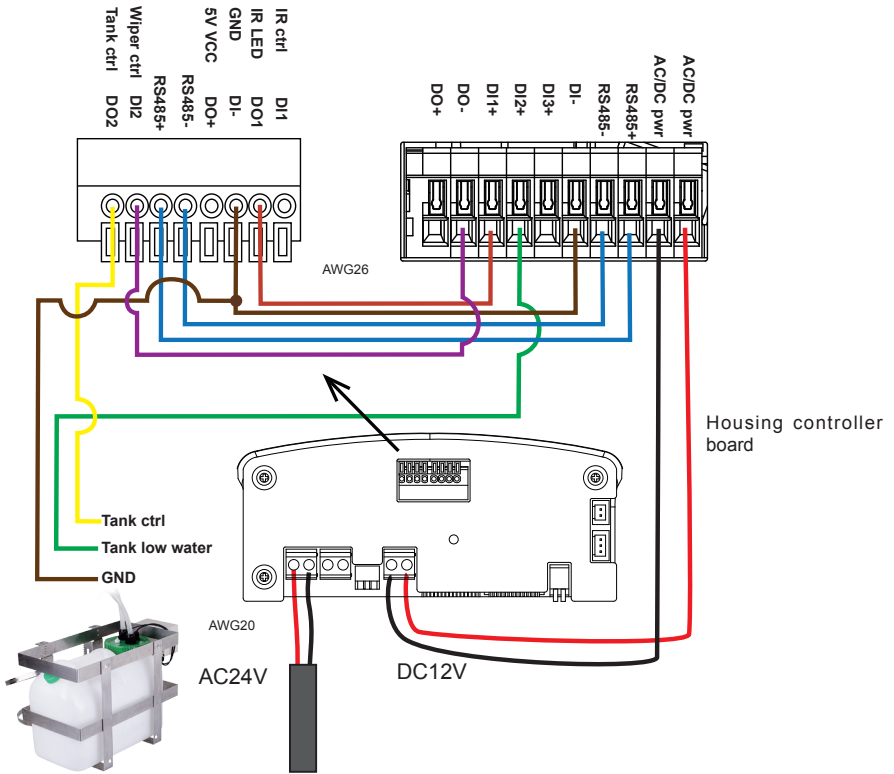 Tank ctrl DO2
Wiper ctrl DI2
RS485+
RS485-
5V VCC DO+
GND DI-
IR LED DO1
IR ctrl DI1
DO+
DO-
DI1+
DI2+
DI3+
DI-
RS485-
RS485+
AC/DC pwr
AC/DC pwr
AWG26
Housing controller
board
Tank ctrl
Tank low water
GND
AWG20
AC24V
DC12V